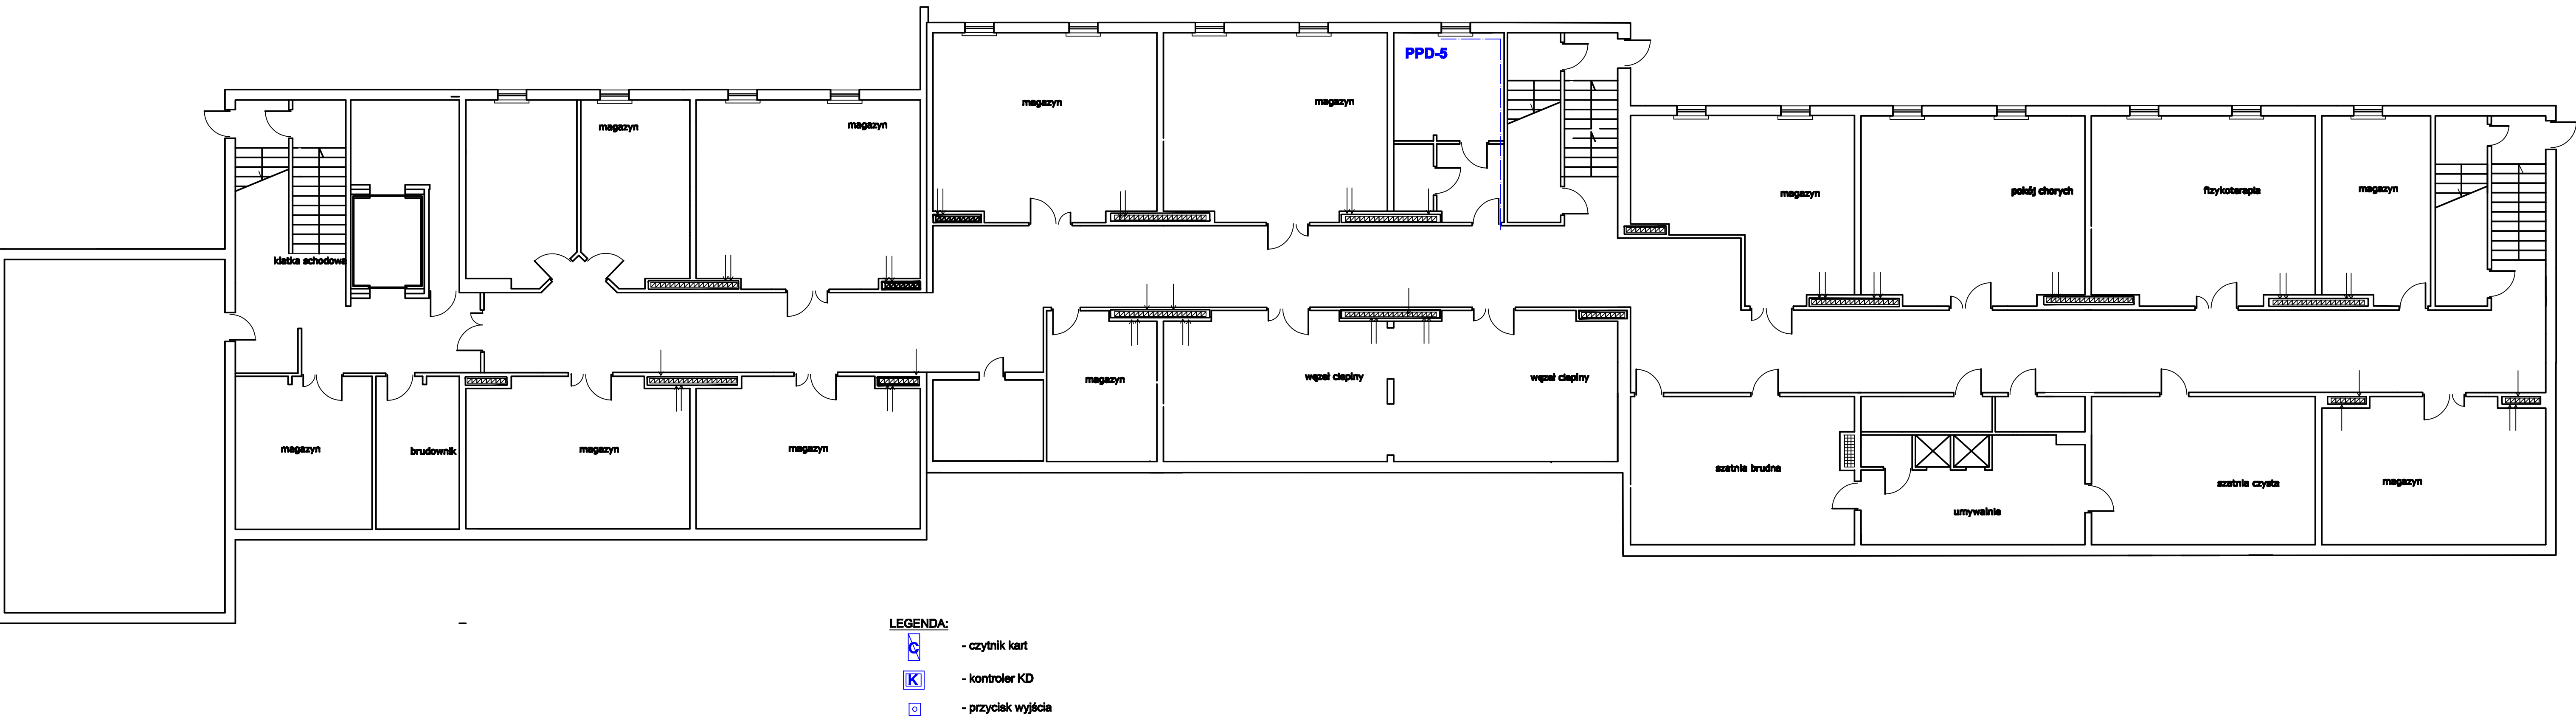 PPD-5
magazyn
magazyn
magazyn
magazyn
magazyn
pokój chorych
fizykoterapia
magazyn
klatka schodowa
magazyn
węzeł cieplny
węzeł cieplny
magazyn
brudownik
magazyn
magazyn
szatnia brudna
umywalnie
szatnia czysta
magazyn
LEGENDA:
C - czytnik kart
K - kontroler KD
- przycisk wyjścia